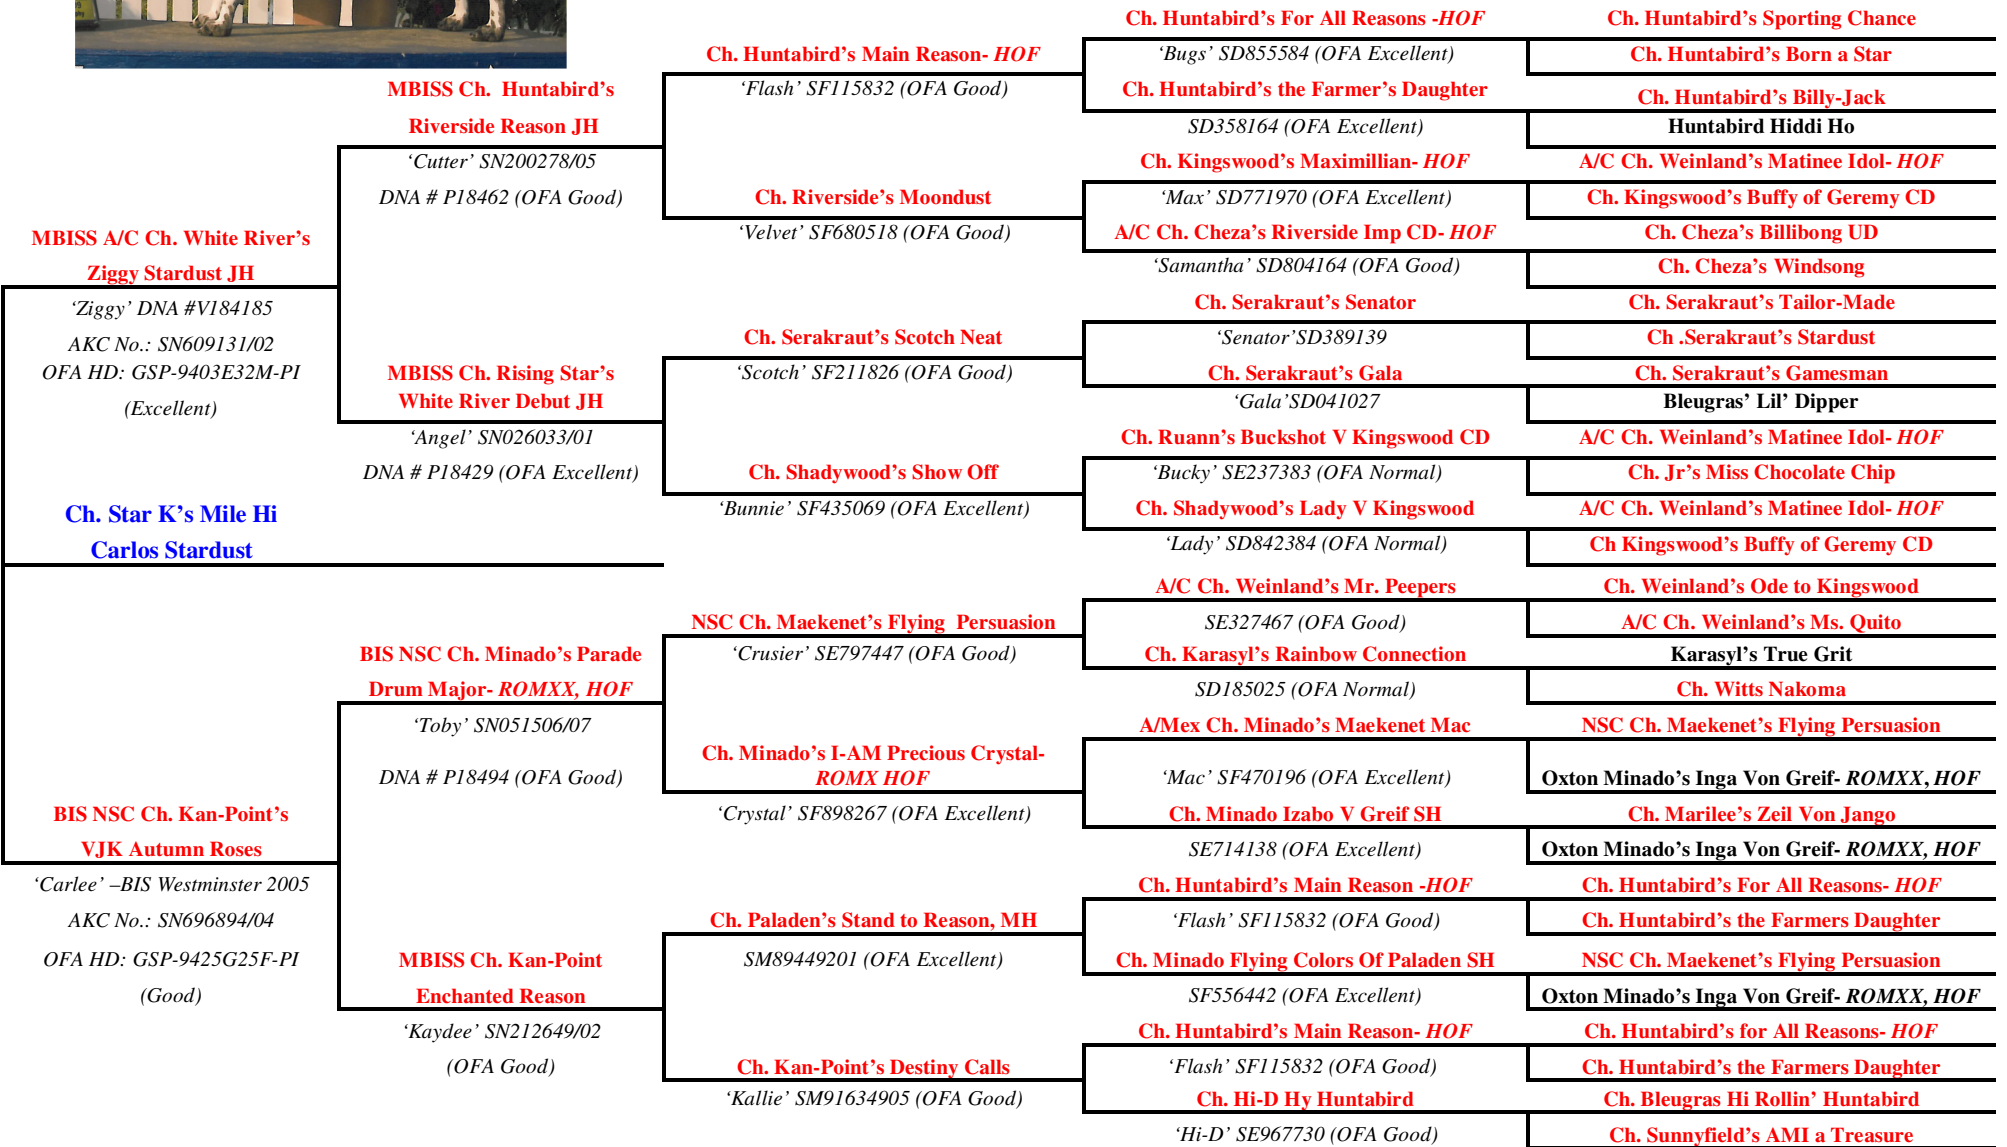 MBISS A/C Ch. White River's
Ziggy Stardust JH
'Ziggy' DNA #V184185
AKC No.: SN609131/02
OFA HD: GSP-9403E32M-PI
(Excellent)
Ch. Star K's Mile Hi
Carlos Stardust
BIS NSC Ch. Kan-Point's
VJK Autumn Roses
'Carlee' –BIS Westminster 2005
AKC No.: SN696894/04
OFA HD: GSP-9425G25F-PI
(Good)
MBISS Ch. Huntabird's
Riverside Reason JH
'Cutter' SN200278/05
DNA # P18462 (OFA Good)
MBISS Ch. Rising Star's
White River Debut JH
'Angel' SN026033/01
DNA # P18429 (OFA Excellent)
BIS NSC Ch. Minado's Parade
Drum Major- ROMXX, HOF
'Toby' SN051506/07
DNA # P18494 (OFA Good)
MBISS Ch. Kan-Point
Enchanted Reason
'Kaydee' SN212649/02
(OFA Good)
Ch. Huntabird's Main Reason- HOF
'Flash' SF115832 (OFA Good)
Ch. Riverside's Moondust
'Velvet' SF680518 (OFA Good)
Ch. Serakraut's Scotch Neat
'Scotch' SF211826 (OFA Good)
Ch. Shadywood's Show Off
'Bunnie' SF435069 (OFA Excellent)
NSC Ch. Maekenet's Flying Persuasion
'Crusier' SE797447 (OFA Good)
Ch. Minado's I-AM Precious Crystal-
ROMX HOF
'Crystal' SF898267 (OFA Excellent)
Ch. Paladen's Stand to Reason, MH
SM89449201 (OFA Excellent)
Ch. Kan-Point's Destiny Calls
'Kallie' SM91634905 (OFA Good)
Ch. Huntabird's For All Reasons -HOF
'Bugs' SD855584 (OFA Excellent)
Ch. Huntabird's the Farmer's Daughter
SD358164 (OFA Excellent)
Ch. Kingswood's Maximillian- HOF
'Max' SD771970 (OFA Excellent)
A/C Ch. Cheza's Riverside Imp CD- HOF
'Samantha' SD804164 (OFA Good)
Ch. Serakraut's Senator
'Senator'SD389139
Ch. Serakraut's Gala
'Gala'SD041027
Ch. Ruann's Buckshot V Kingswood CD
'Bucky' SE237383 (OFA Normal)
Ch. Shadywood's Lady V Kingswood
'Lady' SD842384 (OFA Normal)
A/C Ch. Weinland's Mr. Peepers
SE327467 (OFA Good)
Ch. Karasyl's Rainbow Connection
SD185025 (OFA Normal)
A/Mex Ch. Minado's Maekenet Mac
'Mac' SF470196 (OFA Excellent)
Ch. Minado Izabo V Greif SH
SE714138 (OFA Excellent)
Ch. Huntabird's Main Reason -HOF
'Flash' SF115832 (OFA Good)
Ch. Minado Flying Colors Of Paladen SH
SF556442 (OFA Excellent)
Ch. Huntabird's Main Reason- HOF
'Flash' SF115832 (OFA Good)
Ch. Hi-D Hy Huntabird
'Hi-D' SE967730 (OFA Good)
Ch. Huntabird's Sporting Chance
Ch. Huntabird's Born a Star
Ch. Huntabird's Billy-Jack
Huntabird Hiddi Ho
A/C Ch. Weinland's Matinee Idol- HOF
Ch. Kingswood's Buffy of Geremy CD
Ch. Cheza's Billibong UD
Ch. Cheza's Windsong
Ch. Serakraut's Tailor-Made
Ch .Serakraut's Stardust
Ch. Serakraut's Gamesman
Bleugras' Lil' Dipper
A/C Ch. Weinland's Matinee Idol- HOF
Ch. Jr's Miss Chocolate Chip
A/C Ch. Weinland's Matinee Idol- HOF
Ch Kingswood's Buffy of Geremy CD
Ch. Weinland's Ode to Kingswood
A/C Ch. Weinland's Ms. Quito
Karasyl's True Grit
Ch. Witts Nakoma
NSC Ch. Maekenet's Flying Persuasion
Oxton Minado's Inga Von Greif- ROMXX, HOF
Ch. Marilee's Zeil Von Jango
Oxton Minado's Inga Von Greif- ROMXX, HOF
Ch. Huntabird's For All Reasons- HOF
Ch. Huntabird's the Farmers Daughter
NSC Ch. Maekenet's Flying Persuasion
Oxton Minado's Inga Von Greif- ROMXX, HOF
Ch. Huntabird's for All Reasons- HOF
Ch. Huntabird's the Farmers Daughter
Ch. Bleugras Hi Rollin' Huntabird
Ch. Sunnyfield's AMI a Treasure